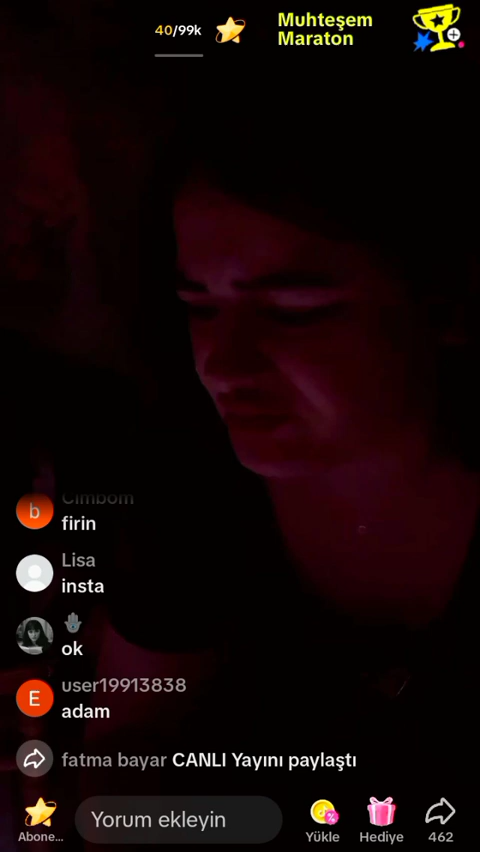 40/99k
Muhteşem
Maraton
Cimbom
b
firin
Lisa
insta
ok
user19913838
E
adam
fatma bayar CANLI Yayını paylaştı
Abone...
Yorum ekleyin
Yükle
Hediye
462